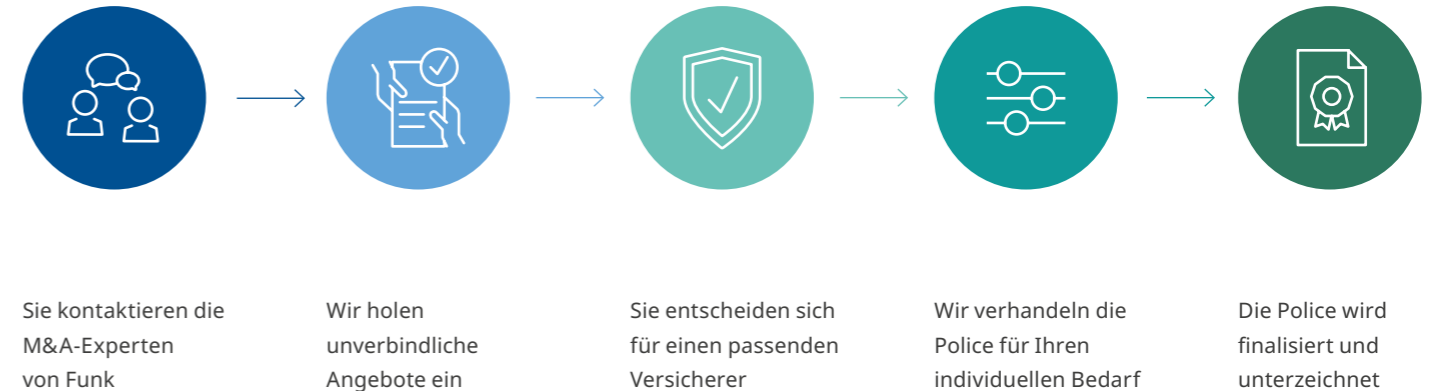 Sie kontaktieren die
M&A-Experten
von Funk
Wir holen
unverbindliche
Angebote ein
Sie entscheiden sich
für einen passenden
Versicherer
Wir verhandeln die
Police für Ihren
individuellen Bedarf
Die Police wird
finalisiert und
unterzeichnet